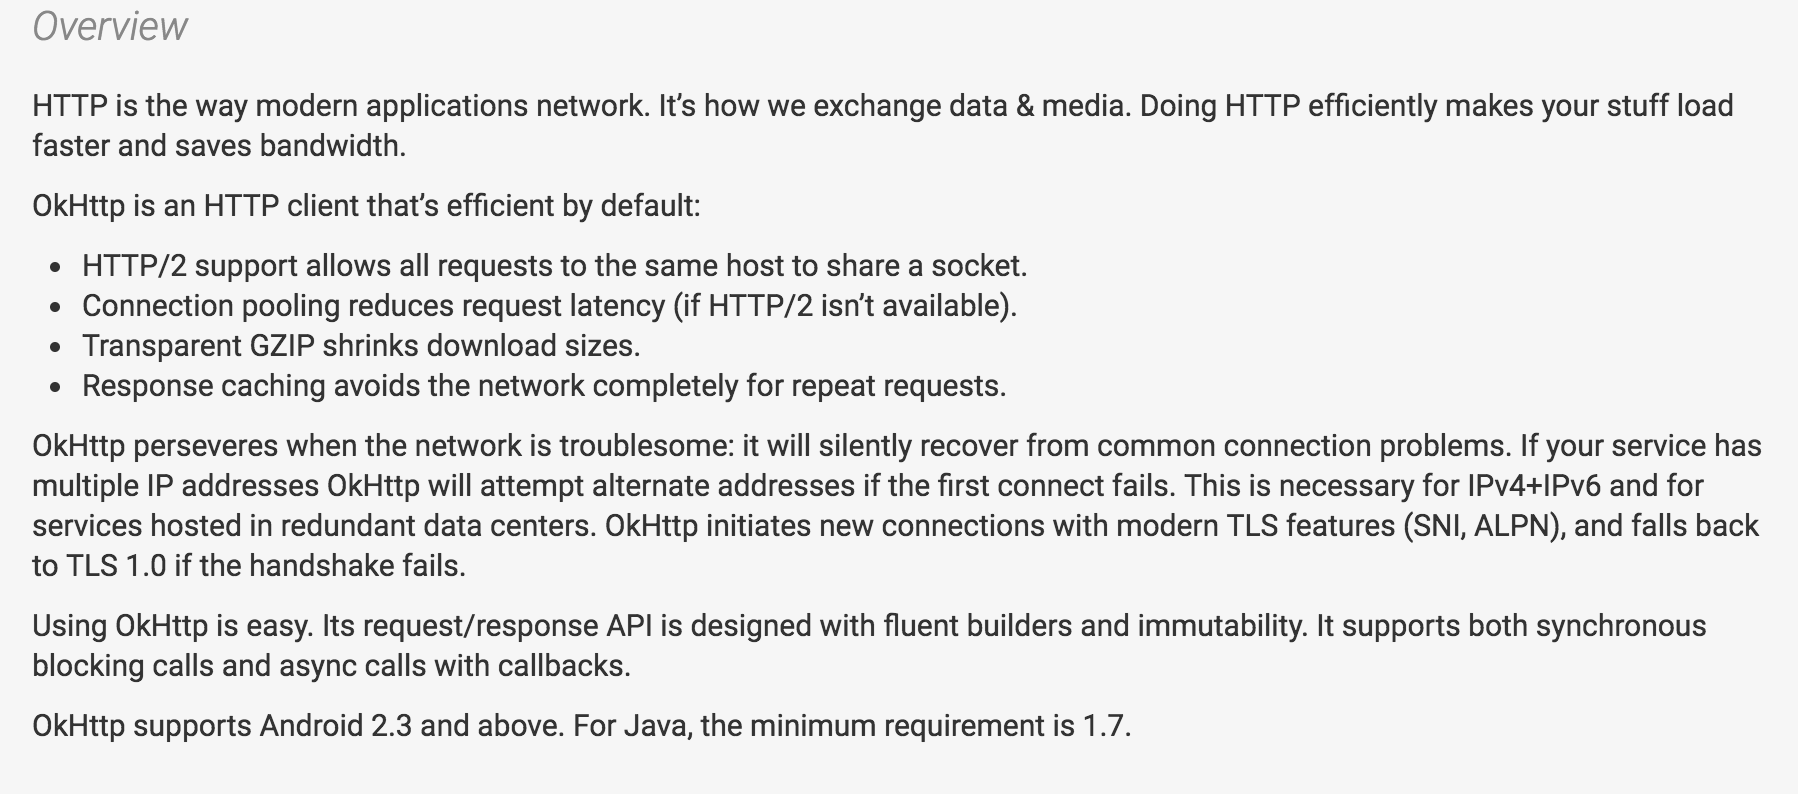 Overview
HTTP is the way modern applications network. It’s how we exchange data & media. Doing HTTP efficiently makes your stuff load
faster and saves bandwidth.
OkHttp is an HTTP client that’s efficient by default:
• HTTP/2 support allows all requests to the same host to share a socket.
• Connection pooling reduces request latency (if HTTP/2 isn’t available).
• Transparent GZIP shrinks download sizes.
• Response caching avoids the network completely for repeat requests.
OkHttp perseveres when the network is troublesome: it will silently recover from common connection problems. If your service has
multiple IP addresses OkHttp will attempt alternate addresses if the first connect fails. This is necessary for IPv4+IPv6 and for
services hosted in redundant data centers. OkHttp initiates new connections with modern TLS features (SNI, ALPN), and falls back
to TLS 1.0 if the handshake fails.
Using OkHttp is easy. Its request/response API is designed with fluent builders and immutability. It supports both synchronous
blocking calls and async calls with callbacks.
OkHttp supports Android 2.3 and above. For Java, the minimum requirement is 1.7.